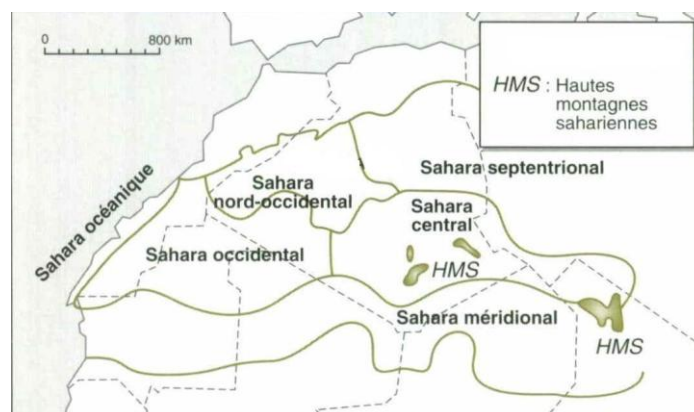 0 800 km
HMS : Hautes
montagnes
sahariennes
Sahara océanique
Sahara septentrional
Sahara
nord-occidental
Sahara
central
Sahara occidental
HMS
Sahara méridional
HMS